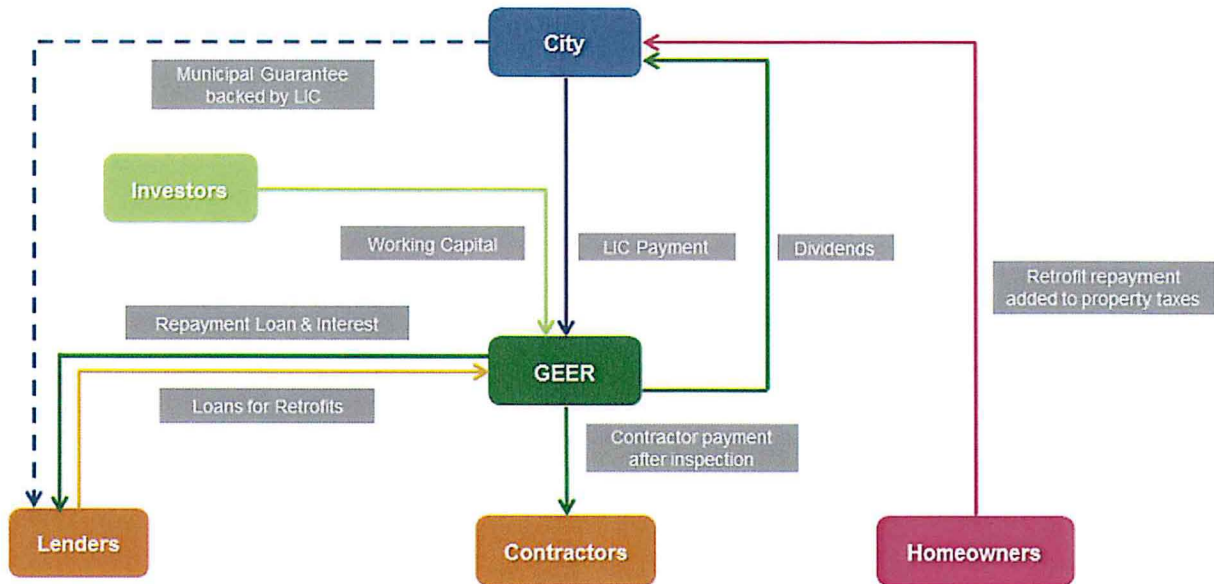 City
Municipal Guarantee
backed by LIC
Investors
Working Capital
LIC Payment
Dividends
Retrofit repayment
added to property taxes
Repayment Loan & Interest
GEER
Loans for Retrofits
Contractor payment
after inspection
Lenders
Contractors
Homeowners